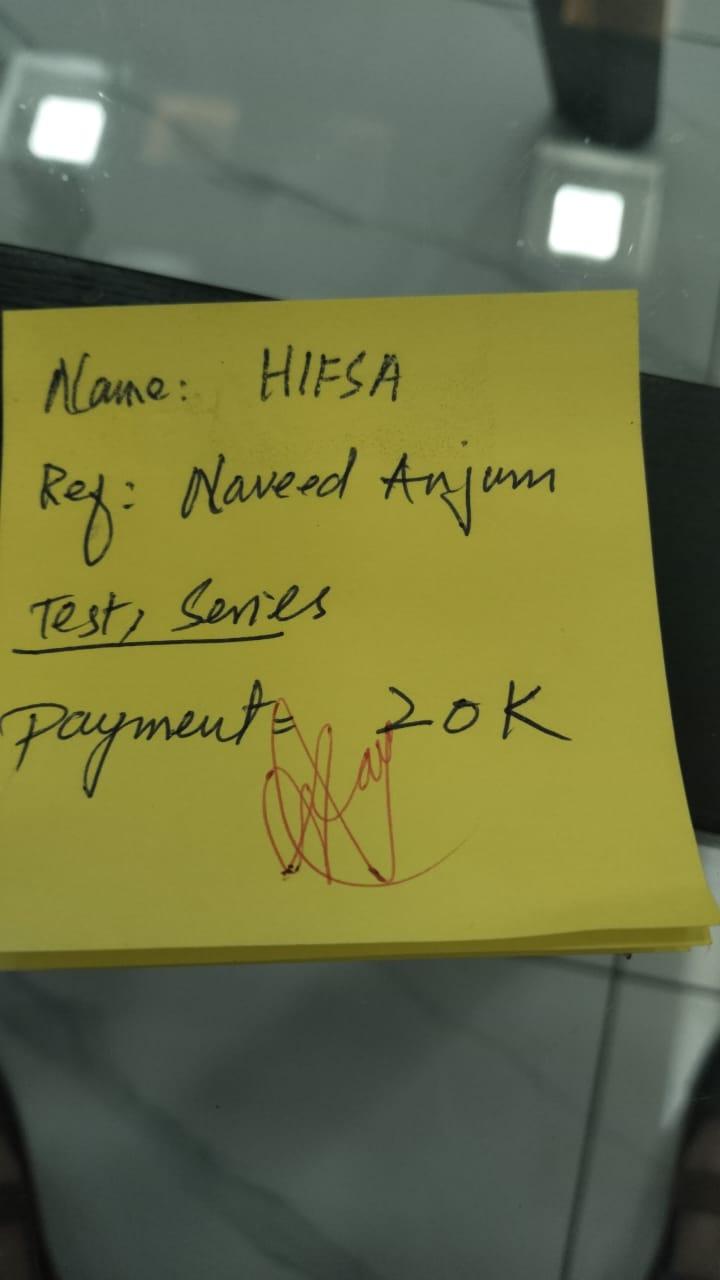 Name: HIFSA
Ref: Naveed Anjum
Test, Series
Payment= 20K